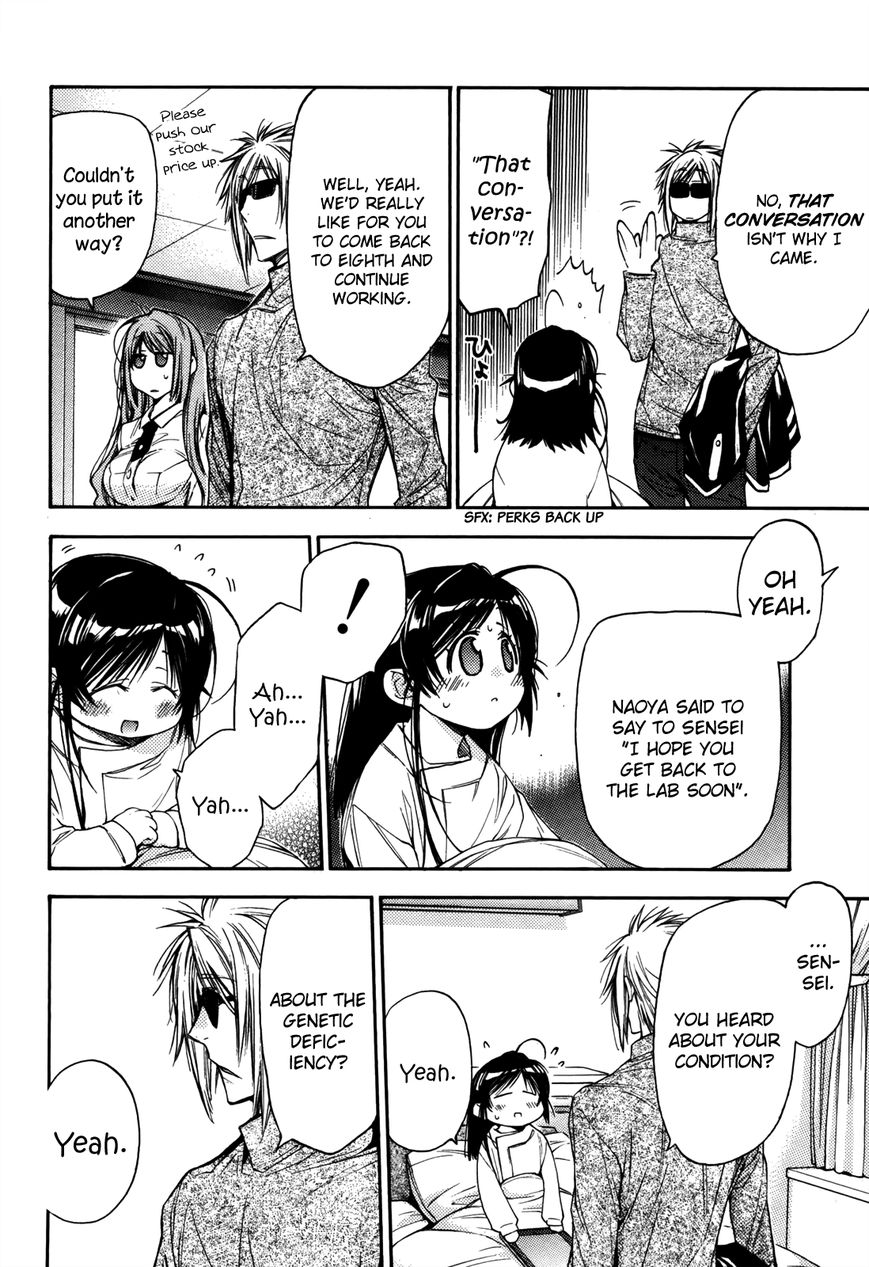 NO, THAT
CONVERSATION
ISN'T WHY I
CAME.
"That
con-
versa-
tion"?!
ひょ
SFX: PERKS BACK UP
WELL, YEAH.
WE'D REALLY
LIKE FOR YOU
TO COME BACK
TO EIGHTH AND
CONTINUE
WORKING.
Please
push our
stock
price up.
Couldn't
you put it
another
way?
OH
YEAH.
NAOYA SAID TO
SAY TO SENSEI
"I HOPE YOU
GET BACK TO
THE LAB SOON".
!
Ah...
Yah...
Yah...
...
SEN-
SEI.
YOU HEARD
ABOUT YOUR
CONDITION?
Yeah.
ABOUT THE
GENETIC
DEFIC-
IENCY?
Yeah.